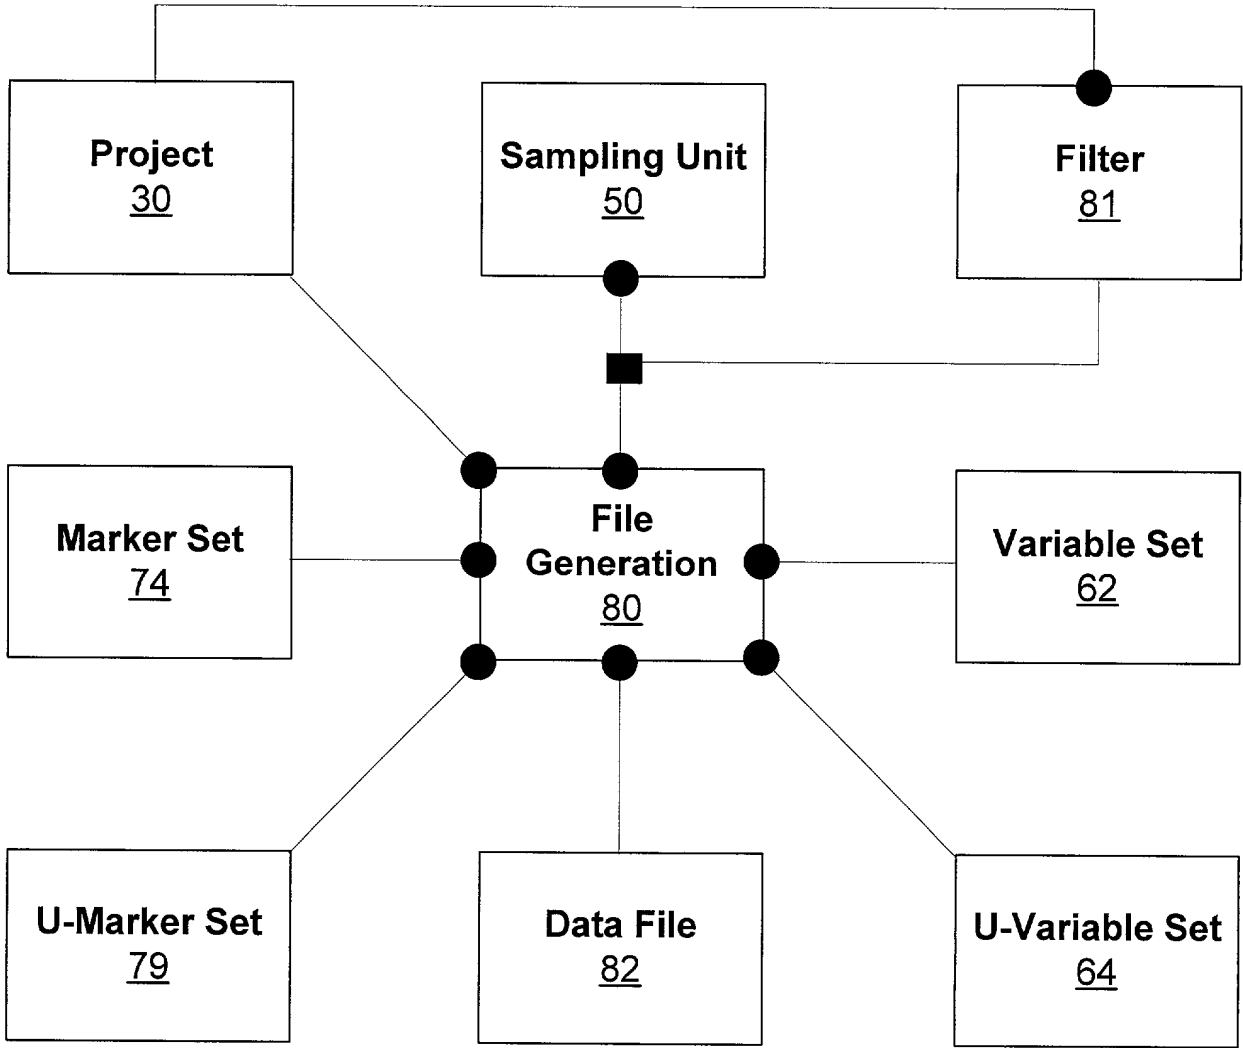 Project
30
Sampling Unit
50
Filter
81
Marker Set
74
File
Generation
80
Variable Set
62
U-Marker Set
79
Data File
82
U-Variable Set
64